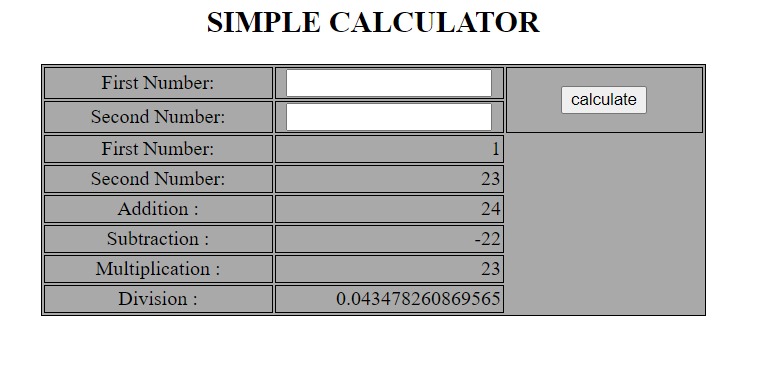 SIMPLE CALCULATOR
First Number:
calculate
Second Number:
First Number: 1
Second Number: 23
Addition : 24
Subtraction : -22
Multiplication : 23
Division : 0.043478260869565